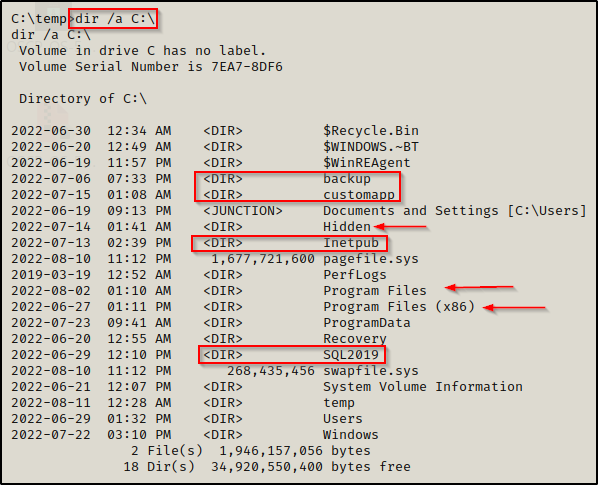 C:\temp>dir /a C:\
dir /a C:\
Volume in drive C has no label.
Volume Serial Number is 7EA7-8DF6
Directory of C:\
2022-06-30 12:34 AM <DIR> $Recycle.Bin
2022-06-20 12:49 AM <DIR> $WINDOWS.~BT
2022-06-19 11:57 PM <DIR> $WinREAgent
2022-07-06 07:33 PM <DIR> backup
2022-07-15 01:08 AM <DIR> customapp
2022-06-19 09:13 PM <JUNCTION> Documents and Settings [C:\Users]
2022-07-14 01:41 AM <DIR> Hidden
2022-07-13 02:39 PM <DIR> Inetpub
2022-08-10 11:12 PM 1,677,721,600 pagefile.sys
2019-03-19 12:52 AM <DIR> PerfLogs
2022-08-02 01:10 AM <DIR> Program Files
2022-06-27 01:11 PM <DIR> Program Files (x86)
2022-07-23 09:41 AM <DIR> ProgramData
2022-06-20 12:55 AM <DIR> Recovery
2022-06-29 12:10 PM <DIR> SQL2019
2022-08-10 11:12 PM 268,435,456 swapfile.sys
2022-06-21 12:07 PM <DIR> System Volume Information
2022-08-11 12:28 AM <DIR> temp
2022-06-29 01:32 PM <DIR> Users
2022-07-22 03:10 PM <DIR> Windows
2 File(s) 1,946,157,056 bytes
18 Dir(s) 34,920,550,400 bytes free